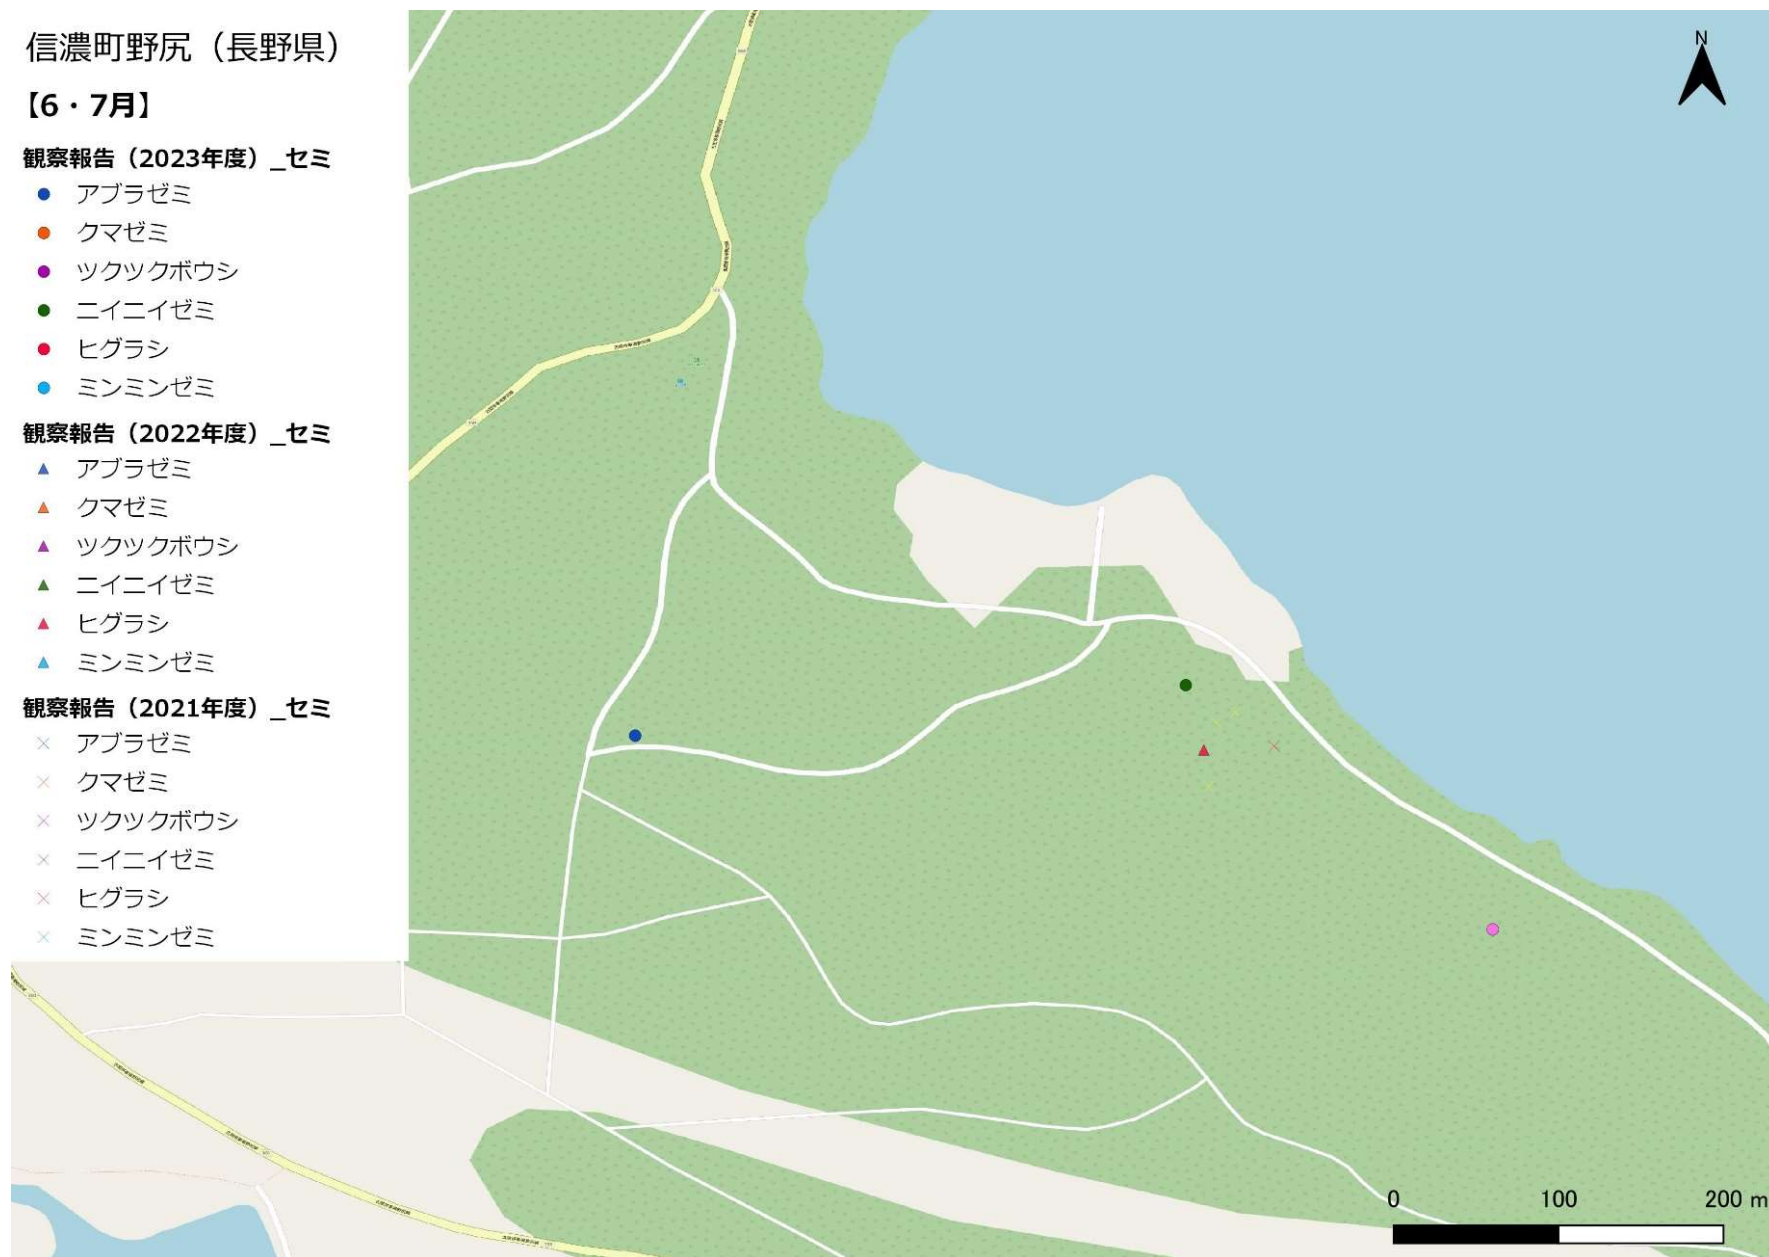 信濃町野尻（長野県）
【6・7月】
観察報告（2023年度）_セミ
アブラゼミ
クマゼミ
ツクツクボウシ
ニイニイゼミ
ヒグラシ
ミンミンゼミ
観察報告（2022年度）_セミ
アブラゼミ
クマゼミ
ツクツクボウシ
ニイニイゼミ
ヒグラシ
ミンミンゼミ
観察報告（2021年度）_セミ
アブラゼミ
クマゼミ
ツクツクボウシ
ニイニイゼミ
ヒグラシ
ミンミンゼミ
N
0 100 200 m